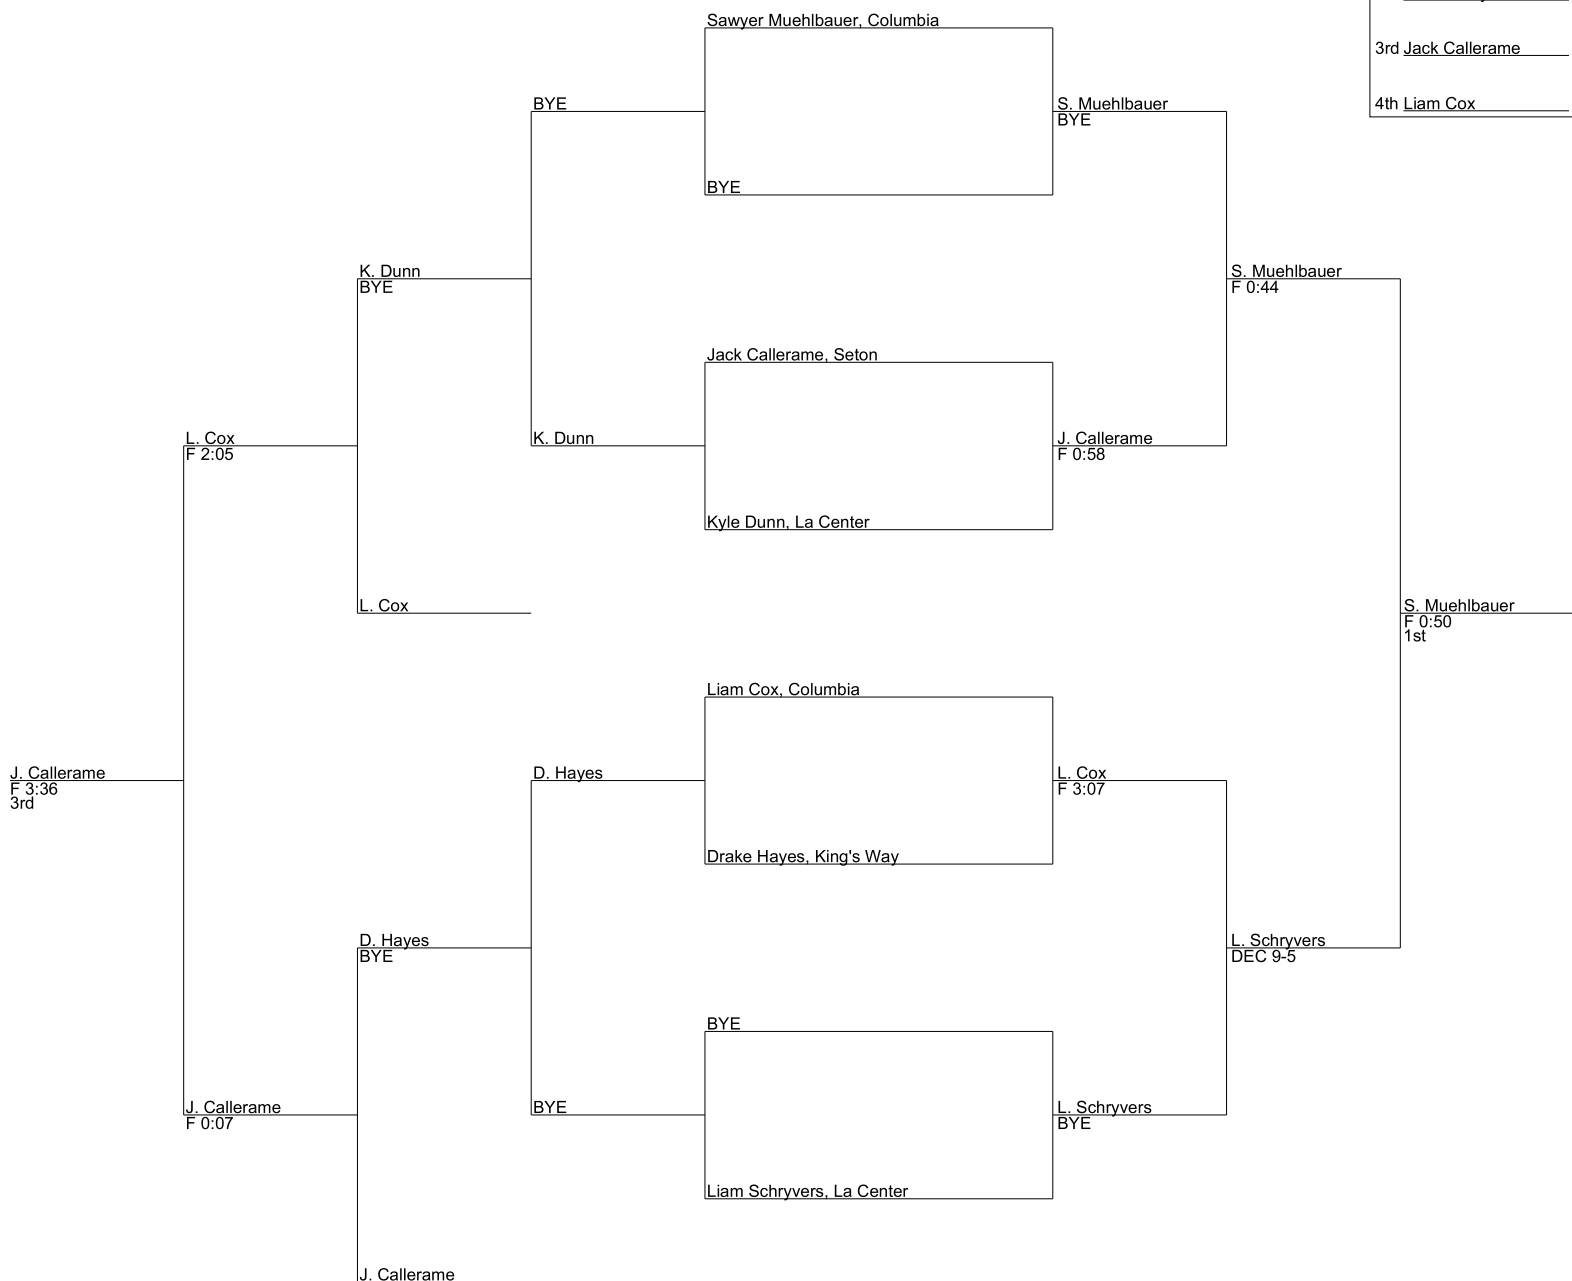 Sawyer Muehlbauer, Columbia
3rd Jack Callerame
BYE
S. Muehlbauer
BYE
4th Liam Cox
BYE
K. Dunn
BYE
S. Muehlbauer
F 0:44
Jack Callerame, Seton
L. Cox
F 2:05
K. Dunn
J. Callerame
F 0:58
Kyle Dunn, La Center
L. Cox
S. Muehlbauer
F 0:50
1st
Liam Cox, Columbia
J. Callerame
F 3:36
3rd
D. Hayes
L. Cox
F 3:07
Drake Hayes, King's Way
D. Hayes
BYE
L. Schryvers
DEC 9-5
BYE
J. Callerame
F 0:07
BYE
L. Schryvers
BYE
Liam Schryvers, La Center
J. Callerame